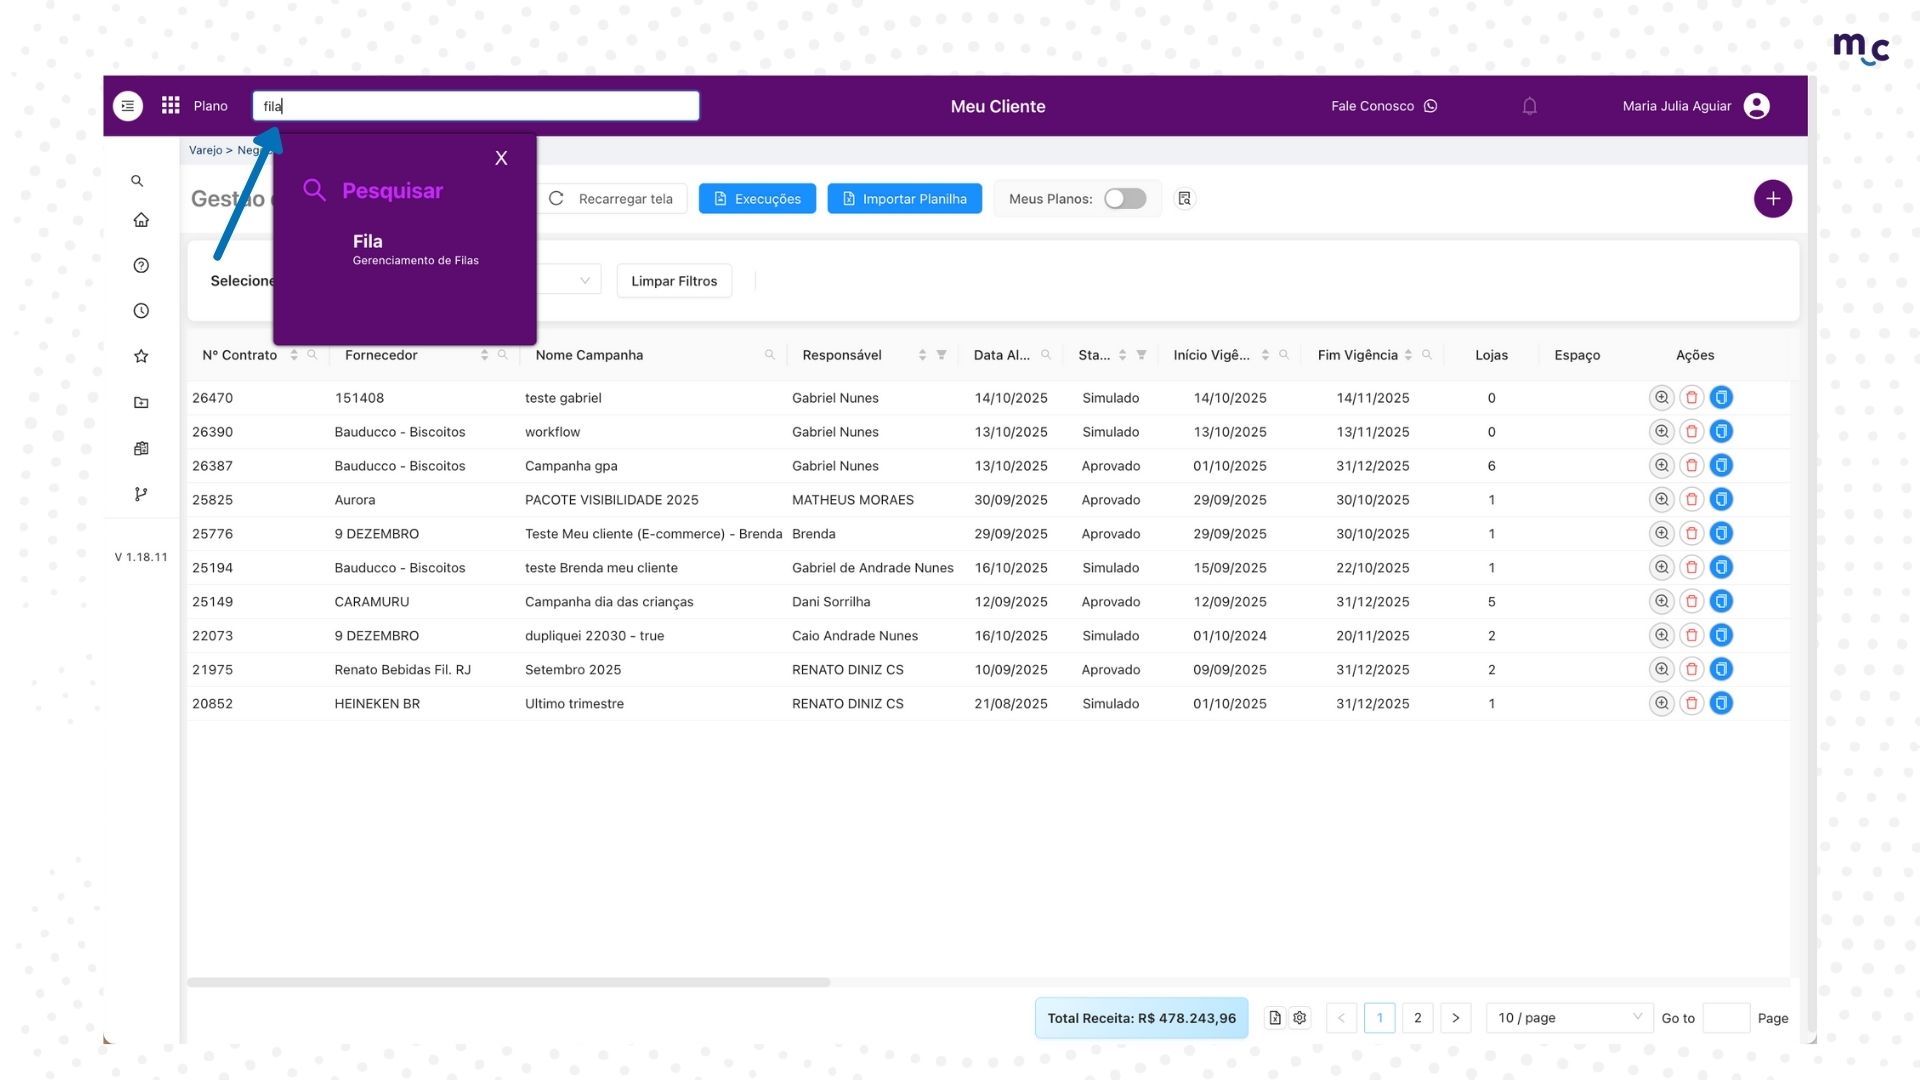 mc
Plano
fila
Meu Cliente
Fale Conosco
Maria Julia Aguiar
Varejo > Neg
X
Pesquisar
Fila
Gerenciamento de Filas
Gestão
Recarregar tela
Execuções
Importar Planilha
Meus Planos:
Selecione
Limpar Filtros
Nº Contrato Fornecedor Nome Campanha Responsável Data Al... Sta... Início Vigê... Fim Vigência Lojas Espaço Ações
26470 151408 teste gabriel Gabriel Nunes 14/10/2025 Simulado 14/10/2025 14/11/2025 0
26390 Bauducco - Biscoitos workflow Gabriel Nunes 13/10/2025 Simulado 13/10/2025 13/11/2025 0
26387 Bauducco - Biscoitos Campanha gpa Gabriel Nunes 13/10/2025 Aprovado 01/10/2025 31/12/2025 6
25825 Aurora PACOTE VISIBILIDADE 2025 MATHEUS MORAES 30/09/2025 Aprovado 29/09/2025 30/10/2025 1
25776 9 DEZEMBRO Teste Meu cliente (E-commerce) - Brenda Brenda 29/09/2025 Aprovado 29/09/2025 30/10/2025 1
25194 Bauducco - Biscoitos teste Brenda meu cliente Gabriel de Andrade Nunes 16/10/2025 Simulado 15/09/2025 22/10/2025 1
25149 CARAMURU Campanha dia das crianças Dani Sorrilha 12/09/2025 Aprovado 12/09/2025 31/12/2025 5
22073 9 DEZEMBRO dupliquei 22030 - true Caio Andrade Nunes 16/10/2025 Simulado 01/10/2024 20/11/2025 2
21975 Renato Bebidas Fil. RJ Setembro 2025 RENATO DINIZ CS 10/09/2025 Aprovado 09/09/2025 31/12/2025 2
20852 HEINEKEN BR Ultimo trimestre RENATO DINIZ CS 21/08/2025 Simulado 01/10/2025 31/12/2025 1
V 1.18.11
Total Receita: R$ 478.243,96
< 1 2 >
10 / page
Go to
Page